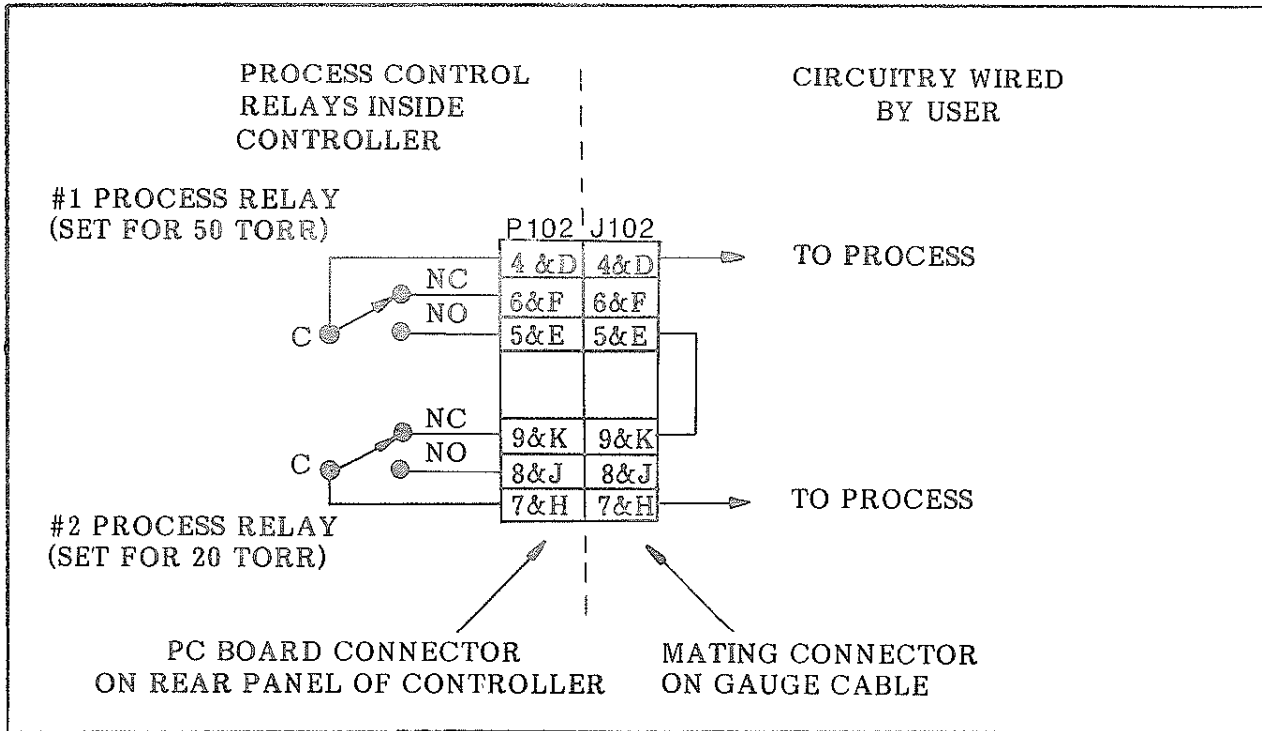 PROCESS CONTROL
RELAYS INSIDE
CONTROLLER
CIRCUITRY WIRED
BY USER
#1 PROCESS RELAY
(SET FOR 50 TORR)
P102 J102
4 &D 4&D
TO PROCESS
NC
6&F 6&F
NO
C
5&E 5&E
NC
9&K 9&K
NO
C
8&J 8&J
7&H 7&H
TO PROCESS
#2 PROCESS RELAY
(SET FOR 20 TORR)
PC BOARD CONNECTOR
ON REAR PANEL OF CONTROLLER
MATING CONNECTOR
ON GAUGE CABLE